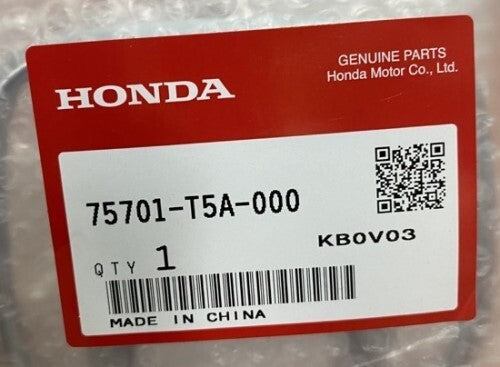 HONDA
GENUINE PARTS
Honda Motor Co., Ltd.
75701-T5A-000
KB0V03
QTY 1
MADE IN CHINA